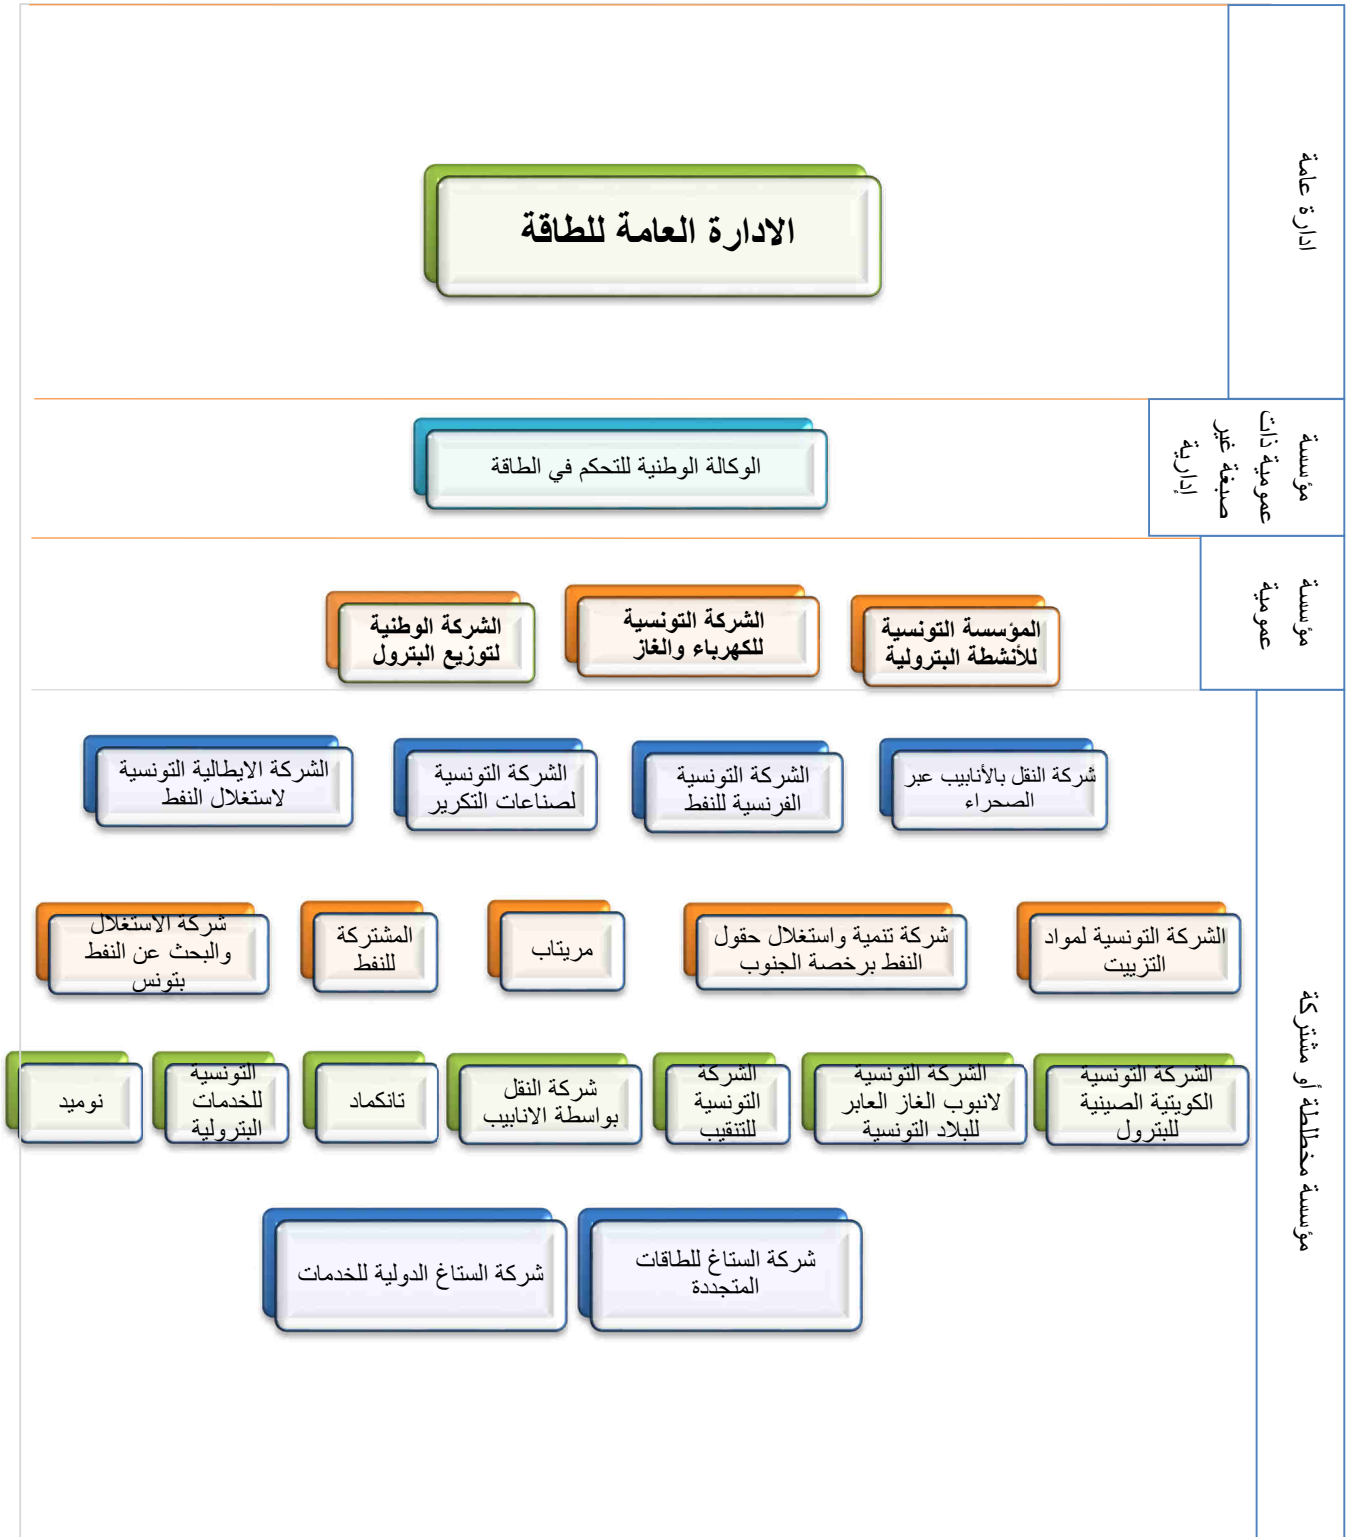 ادارة عامة
الادارة العامة للطاقة
مؤسسة
عمومية ذات
صبغة غير
إدارية
الوكالة الوطنية للتحكم في الطاقة
مؤسسة
عمومية
المؤسسة التونسية
للأنشطة البترولية
الشركة التونسية
للكهرباء والغاز
الشركة الوطنية
لتوزيع البترول
مؤسسة مخطلطة أو مشتركة
شركة النقل بالأنابيب عبر
الصحراء
الشركة التونسية
الفرنسية للنفط
الشركة التونسية
لصناعات التكرير
الشركة الايطالية التونسية
لاستغلال النفط
الشركة التونسية لمواد
التزييت
شركة تنمية واستغلال حقول
النفط برخصة الجنوب
مريتاب
المشتركة
للنفط
شركة الاستغلال
والبحث عن النفط
بتونس
الشركة التونسية
الكويتية الصينية
للبترول
الشركة التونسية
لانبوب الغاز العابر
للبلاد التونسية
الشركة
التونسية
للتنقيب
شركة النقل
بواسطة الانابيب
تانكماد
التونسية
للخدمات
البترولية
نوميد
شركة الستاغ للطاقات
المتجددة
شركة الستاغ الدولية للخدمات